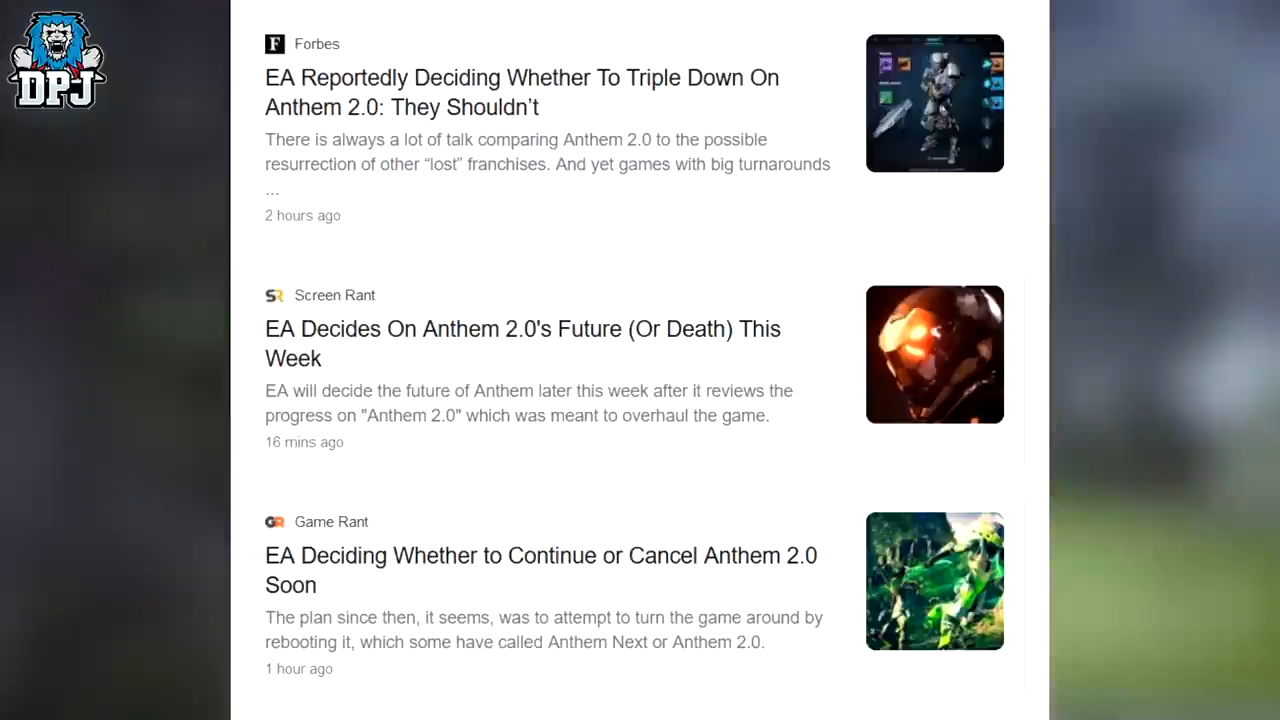 DPJ
Forbes
EA Reportedly Deciding Whether To Triple Down On
Anthem 2.0: They Shouldn’t
There is always a lot of talk comparing Anthem 2.0 to the possible
resurrection of other “lost” franchises. And yet games with big turnarounds
...
2 hours ago
Screen Rant
EA Decides On Anthem 2.0's Future (Or Death) This
Week
EA will decide the future of Anthem later this week after it reviews the
progress on "Anthem 2.0" which was meant to overhaul the game.
16 mins ago
Game Rant
EA Deciding Whether to Continue or Cancel Anthem 2.0
Soon
The plan since then, it seems, was to attempt to turn the game around by
rebooting it, which some have called Anthem Next or Anthem 2.0.
1 hour ago